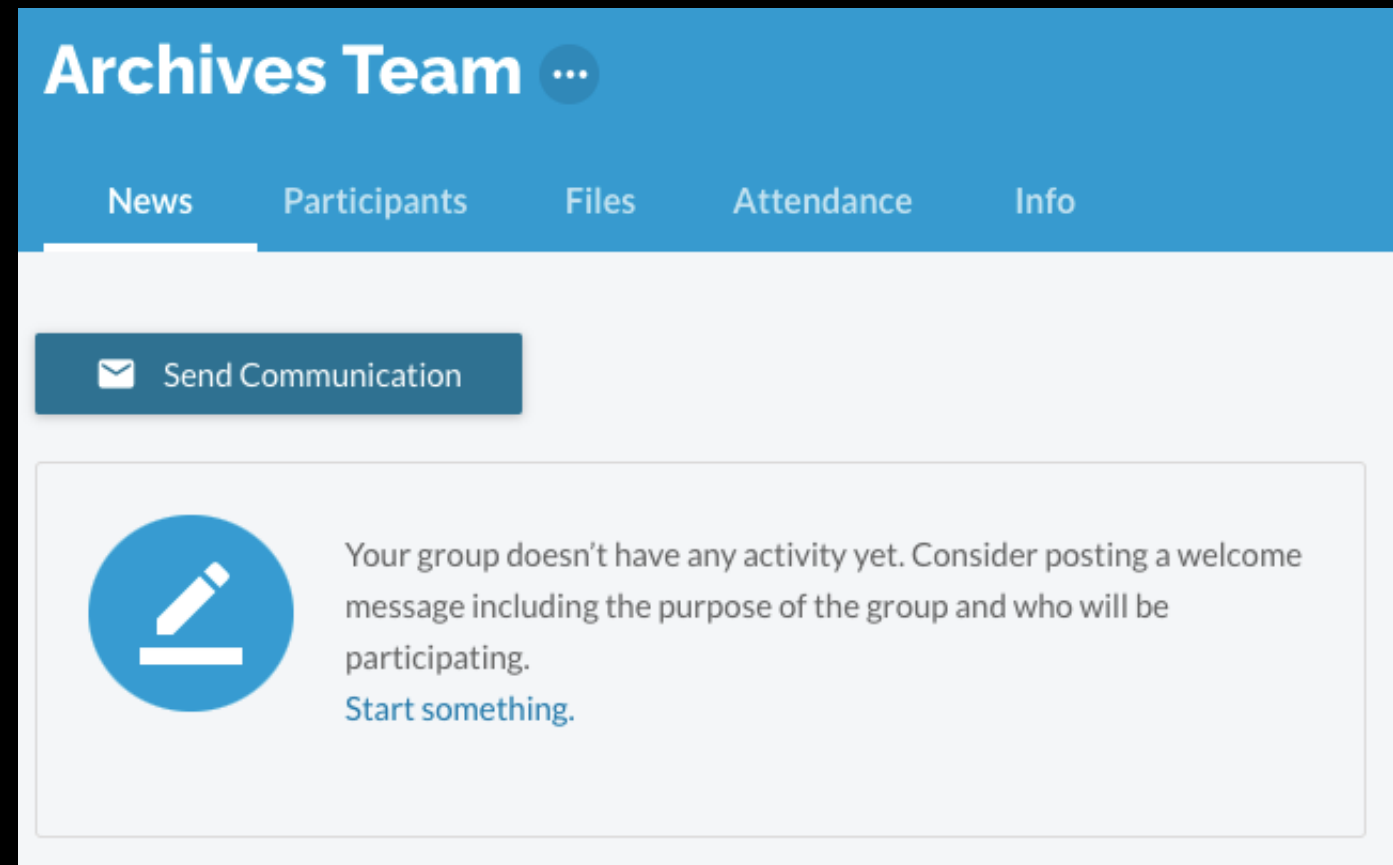 Archives Team
News Participants Files Attendance Info
Send Communication
Your group doesn’t have any activity yet. Consider posting a welcome
message including the purpose of the group and who will be
participating.
Start something.